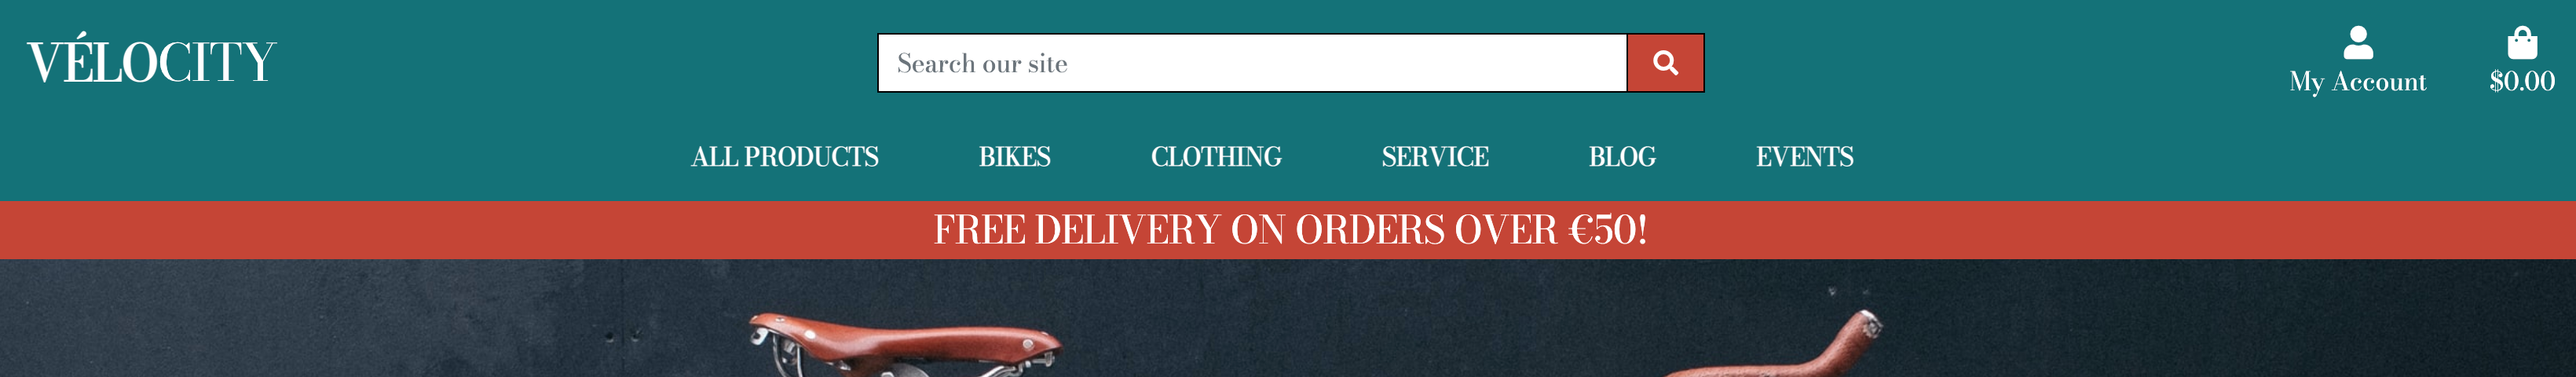 VÉLOCITY
Search our site
My Account
$0.00
ALL PRODUCTS
BIKES
CLOTHING
SERVICE
BLOG
EVENTS
FREE DELIVERY ON ORDERS OVER €50!